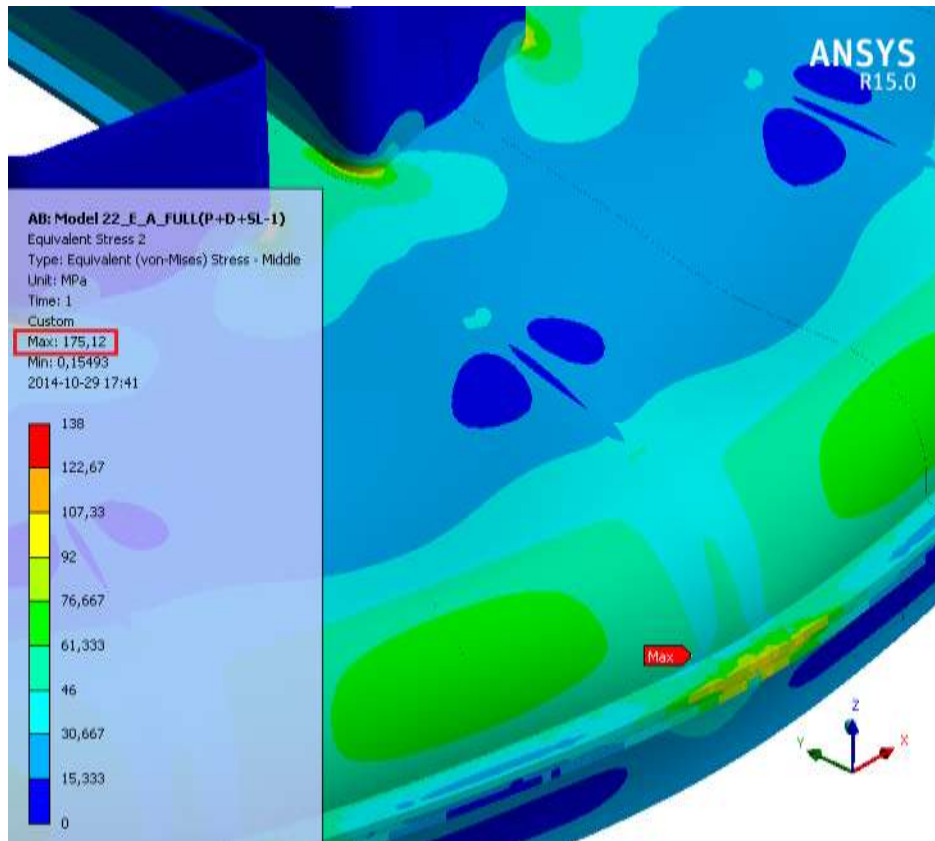 ANSYS
R15.0
AB: Model 22_E_A_FULL(P+D+SL-1)
Equivalent Stress 2
Type: Equivalent (von-Mises) Stress - Middle
Unit: MPa
Time: 1
Custom
Max: 175,12
Min: 0,15493
2014-10-29 17:41
138
122,67
107,33
92
76,667
61,333
46
30,667
15,333
0
Max
Z
Y
X